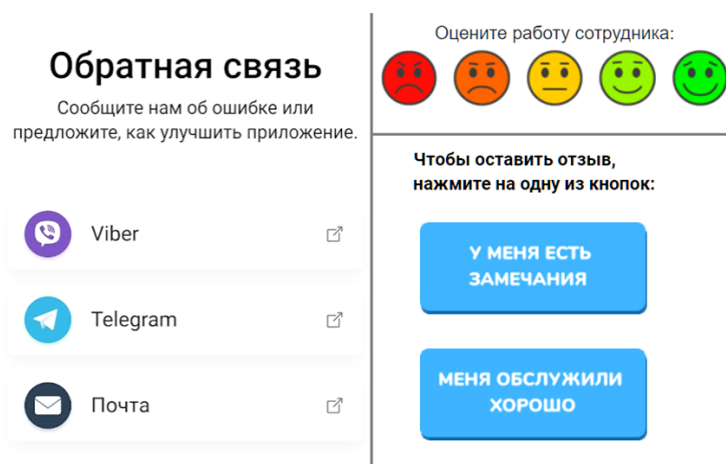 Обратная связь
Сообщите нам об ошибке или
предложите, как улучшить приложение.
Viber
Telegram
Почта
Оцените работу сотрудника:
Чтобы оставить отзыв,
нажмите на одну из кнопок:
У МЕНЯ ЕСТЬ
ЗАМЕЧАНИЯ
МЕНЯ ОБСЛУЖИЛИ
ХОРОШО